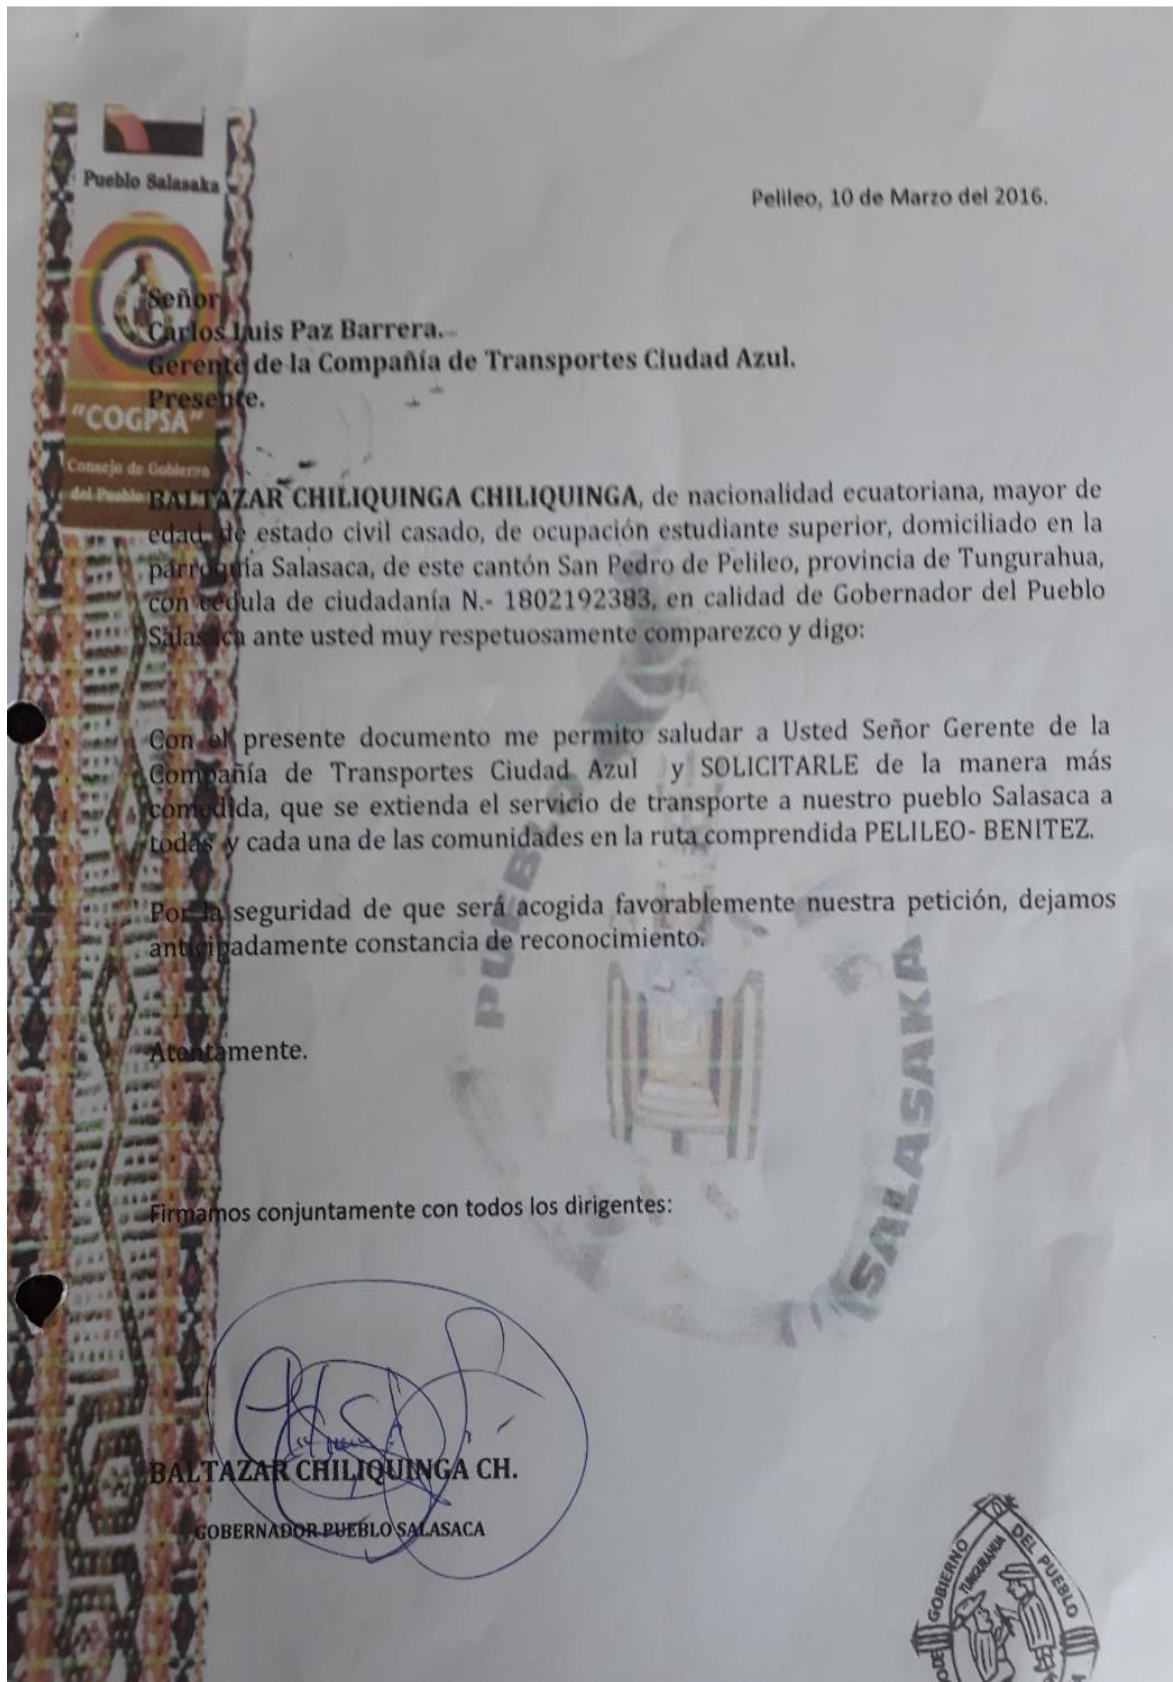 Pueblo Salasaka
Pelileo, 10 de Marzo del 2016.
Señor
Carlos Luis Paz Barrera.
Gerente de la Compañía de Transportes Ciudad Azul.
Presente.
"COGPSA"
Consejo de Gobierno
del Pueblo
BALTAZAR CHILIQUINGA CHILIQUINGA, de nacionalidad ecuatoriana, mayor de
edad, de estado civil casado, de ocupación estudiante superior, domiciliado en la
parroquia Salasaca, de este cantón San Pedro de Pelileo, provincia de Tungurahua,
con cedula de ciudadanía N.- 1802192383, en calidad de Gobernador del Pueblo
Salasaca ante usted muy respetuosamente comparezco y digo:
Con el presente documento me permito saludar a Usted Señor Gerente de la
Compañía de Transportes Ciudad Azul y SOLICITARLE de la manera más
comedida, que se extienda el servicio de transporte a nuestro pueblo Salasaca a
todas y cada una de las comunidades en la ruta comprendida PELILEO- BENITEZ.
Por la seguridad de que será acogida favorablemente nuestra petición, dejamos
anticipadamente constancia de reconocimiento.
PUEBLO
SALASAKA
Atentamente.
Firmamos conjuntamente con todos los dirigentes:
BALTAZAR CHILIQUINGA CH.
GOBERNADOR PUEBLO SALASACA
GOBIERNO
DEL PUEBLO
TUNGURAHUA